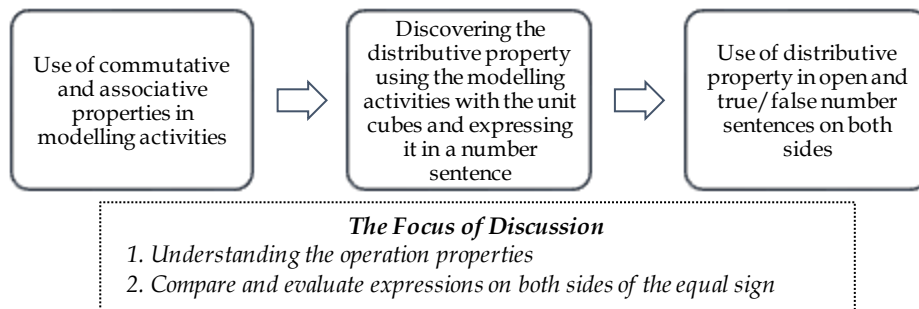 Use of commutative
and associative
properties in
modelling activities
Discovering the
distributive property
using the modelling
activities with the unit
cubes and expressing
it in a number
sentence
Use of distributive
property in open and
true/false number
sentences on both
sides
The Focus of Discussion
1. Understanding the operation properties
2. Compare and evaluate expressions on both sides of the equal sign